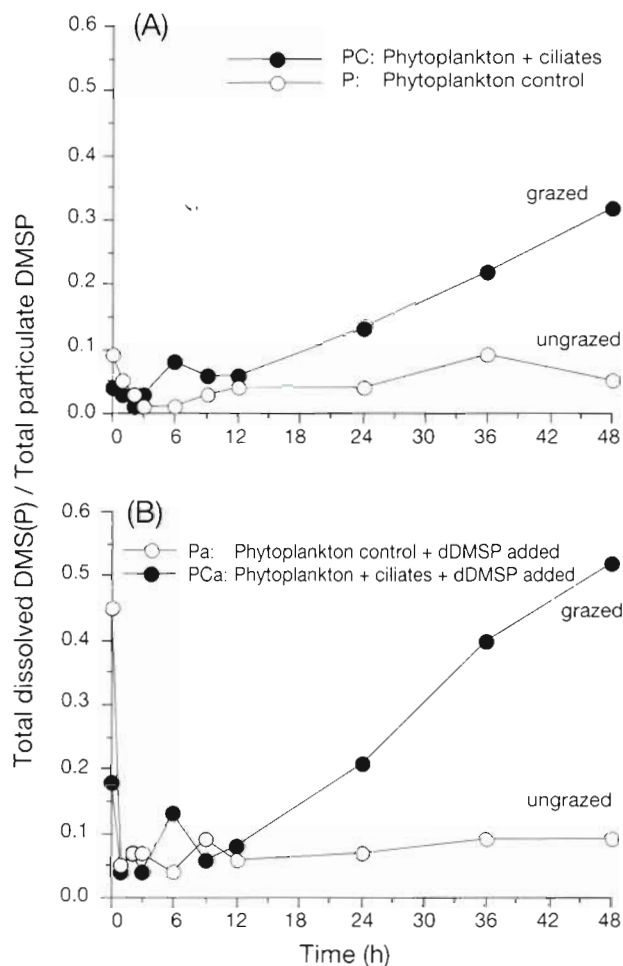 Total dissolved DMS(P) / Total particulate DMSP
(A)
PC: Phytoplankton + ciliates
P: Phytoplankton control
0.6
0.5
0.4
0.3
0.2
0.1
0.0
grazed
ungrazed
0 6 12 18 24 30 36 42 48
(B)
Pa: Phytoplankton control + dDMSP added
PCa: Phytoplankton + ciliates + dDMSP added
0.6
0.5
0.4
0.3
0.2
0.1
0.0
grazed
ungrazed
0 6 12 18 24 30 36 42 48
Time (h)